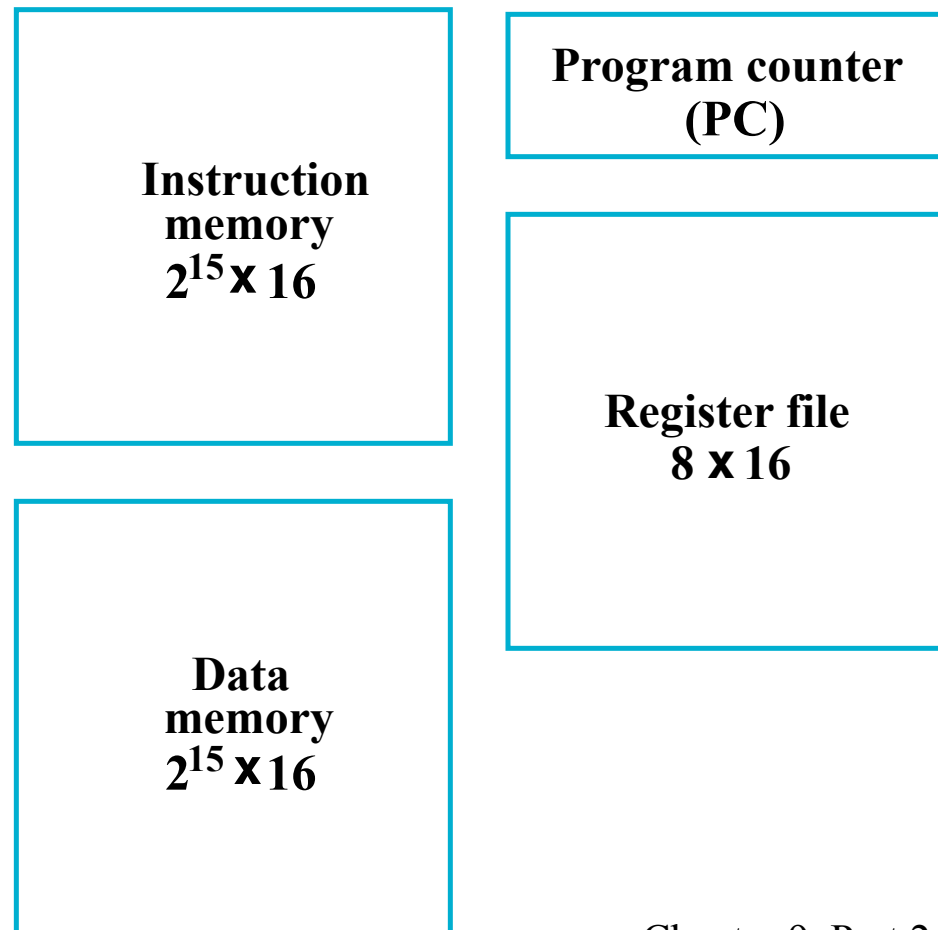 Instruction
memory
2¹⁵ x 16
Program counter
(PC)
Register file
8 x 16
Data
memory
2¹⁵ x 16